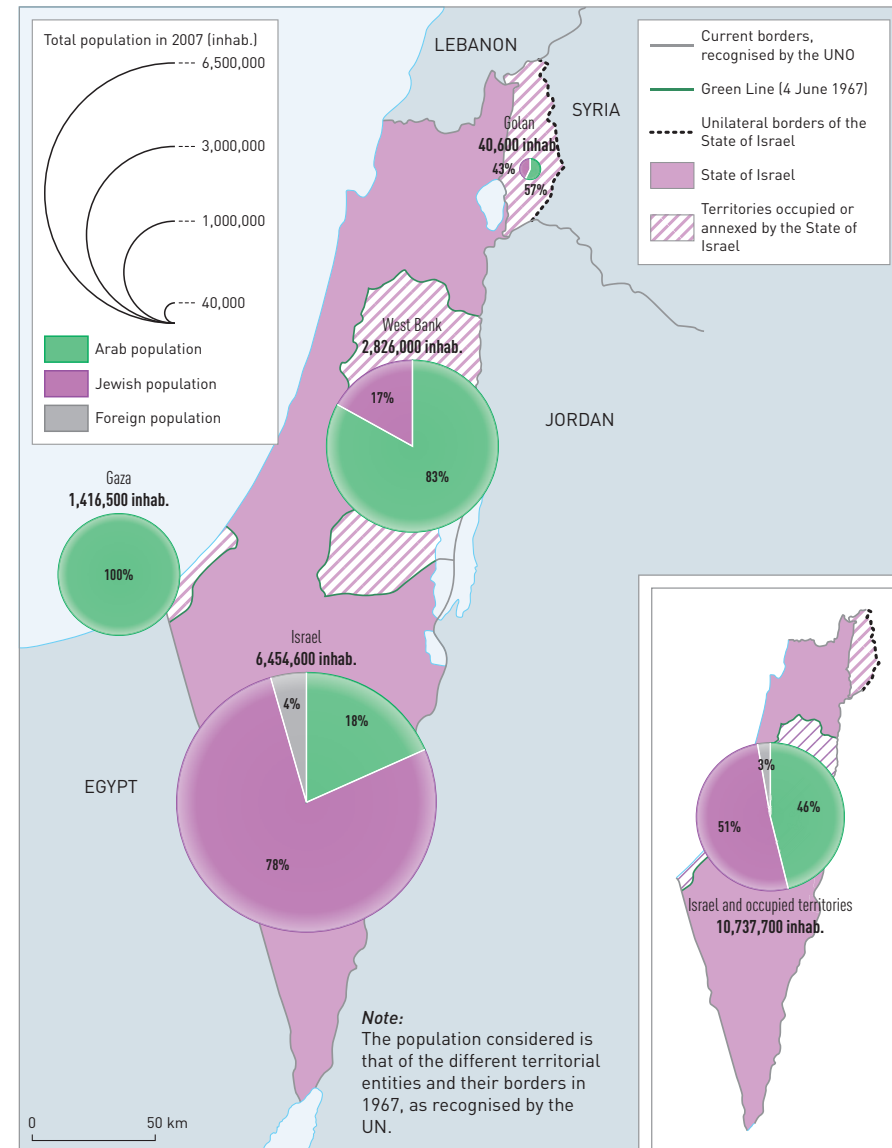 Total population in 2007 (inhab.)
6,500,000
3,000,000
1,000,000
40,000
Arab population
Jewish population
Foreign population
LEBANON
SYRIA
Golan
40,600 inhab.
43%
57%
Current borders,
recognised by the UNO
Green Line (4 June 1967)
Unilateral borders of the
State of Israel
State of Israel
Territories occupied or
annexed by the State of
Israel
West Bank
2,826,000 inhab.
17%
83%
JORDAN
Gaza
1,416,500 inhab.
100%
Israel
6,454,600 inhab.
4%
18%
78%
EGYPT
3%
46%
51%
Israel and occupied territories
10,737,700 inhab.
Note:
The population considered is
that of the different territorial
entities and their borders in
1967, as recognised by the
UN.
0 50 km